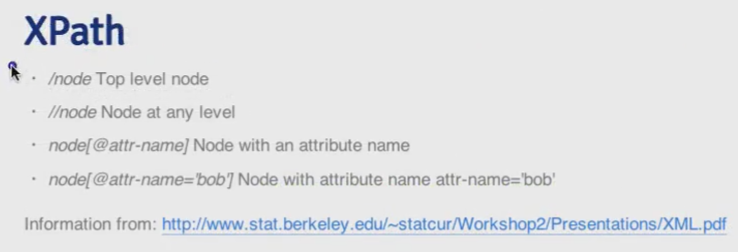 XPath
· /node Top level node
· //node Node at any level
· node[@attr-name] Node with an attribute name
· node[@attr-name='bob'] Node with attribute name attr-name='bob'
Information from: http://www.stat.berkeley.edu/~statcur/Workshop2/Presentations/XML.pdf